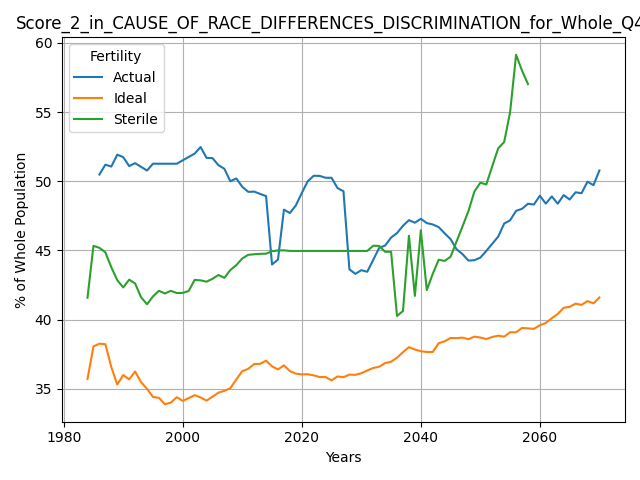 Score_2_in_CAUSE_OF_RACE_DIFFERENCES_DISCRIMINATION_for_Whole_Q4
60
55
50
45
40
35
% of Whole Population
Fertility
Actual
Ideal
Sterile
1980 2000 2020 2040 2060
Years